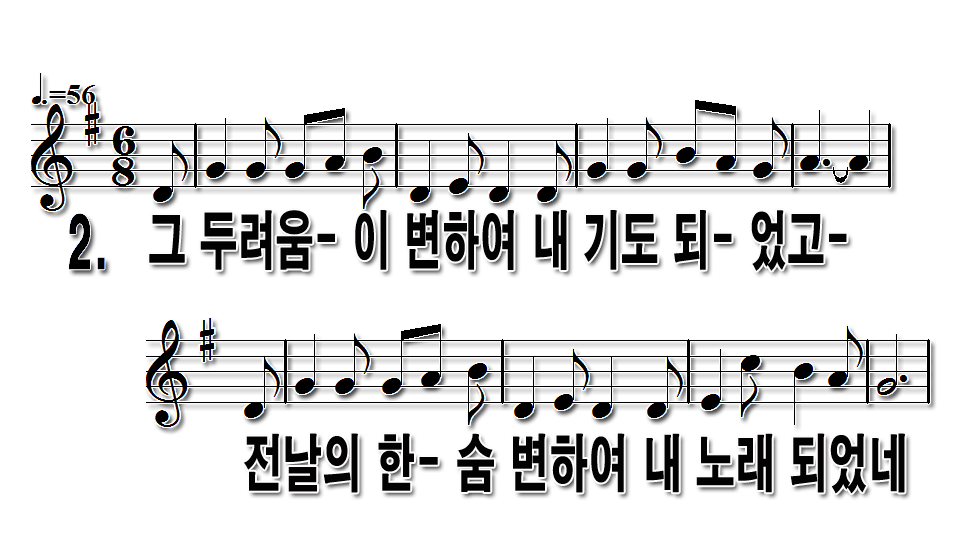 ♩.=56
6
8
2. 그 두려움- 이 변하여 내 기도 되- 었고-
전날의 한- 숨 변하여 내 노래 되었네